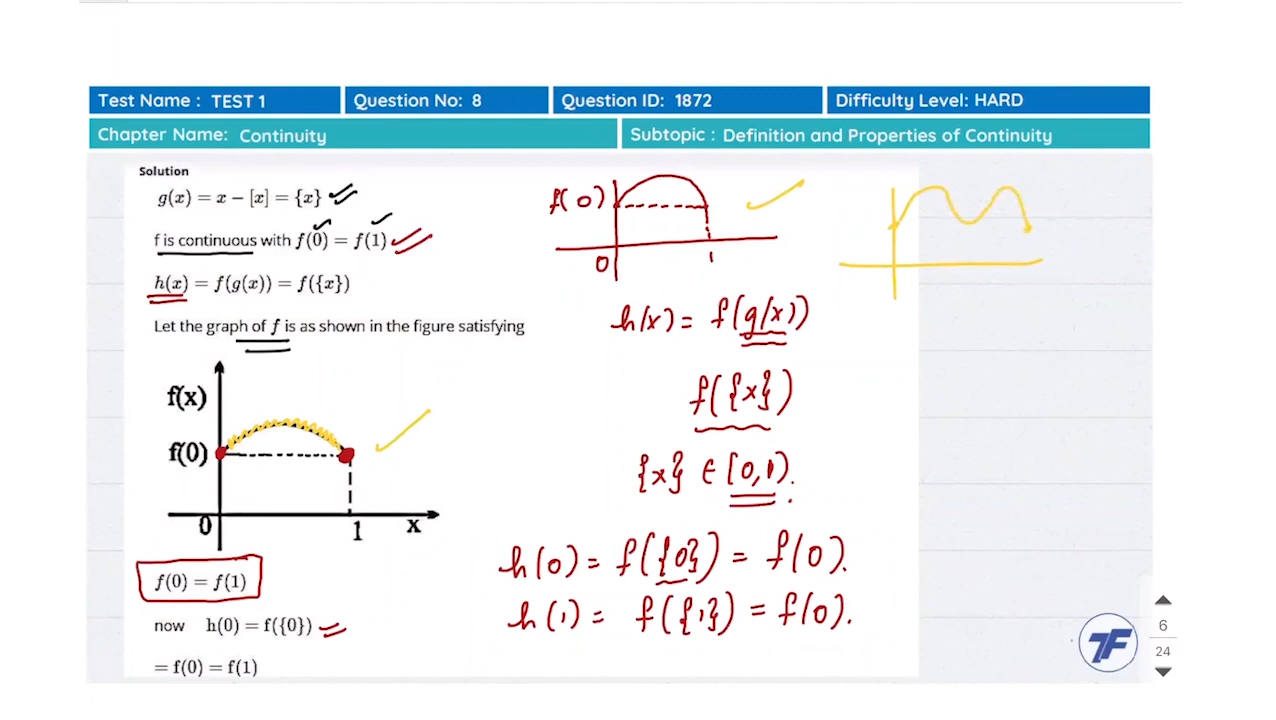 Test Name : TEST 1
Question No: 8
Question ID: 1872
Difficulty Level: HARD
Chapter Name: Continuity
Subtopic : Definition and Properties of Continuity
Solution
g(x) = x − [x] = {x}
f is continuous with f(0) = f(1)
h(x) = f(g(x)) = f({x})
Let the graph of f is as shown in the figure satisfying
f(x)
f(0)
0
1
x
f(0) = f(1)
now h(0) = f({0})
= f(0) = f(1)
f(0)
0
1
h(x) = f(g(x))
f({x})
{x} ∈ [0,1).
h(0) = f({0}) = f(0).
h(1) = f({1}) = f(0).
TF
6
24